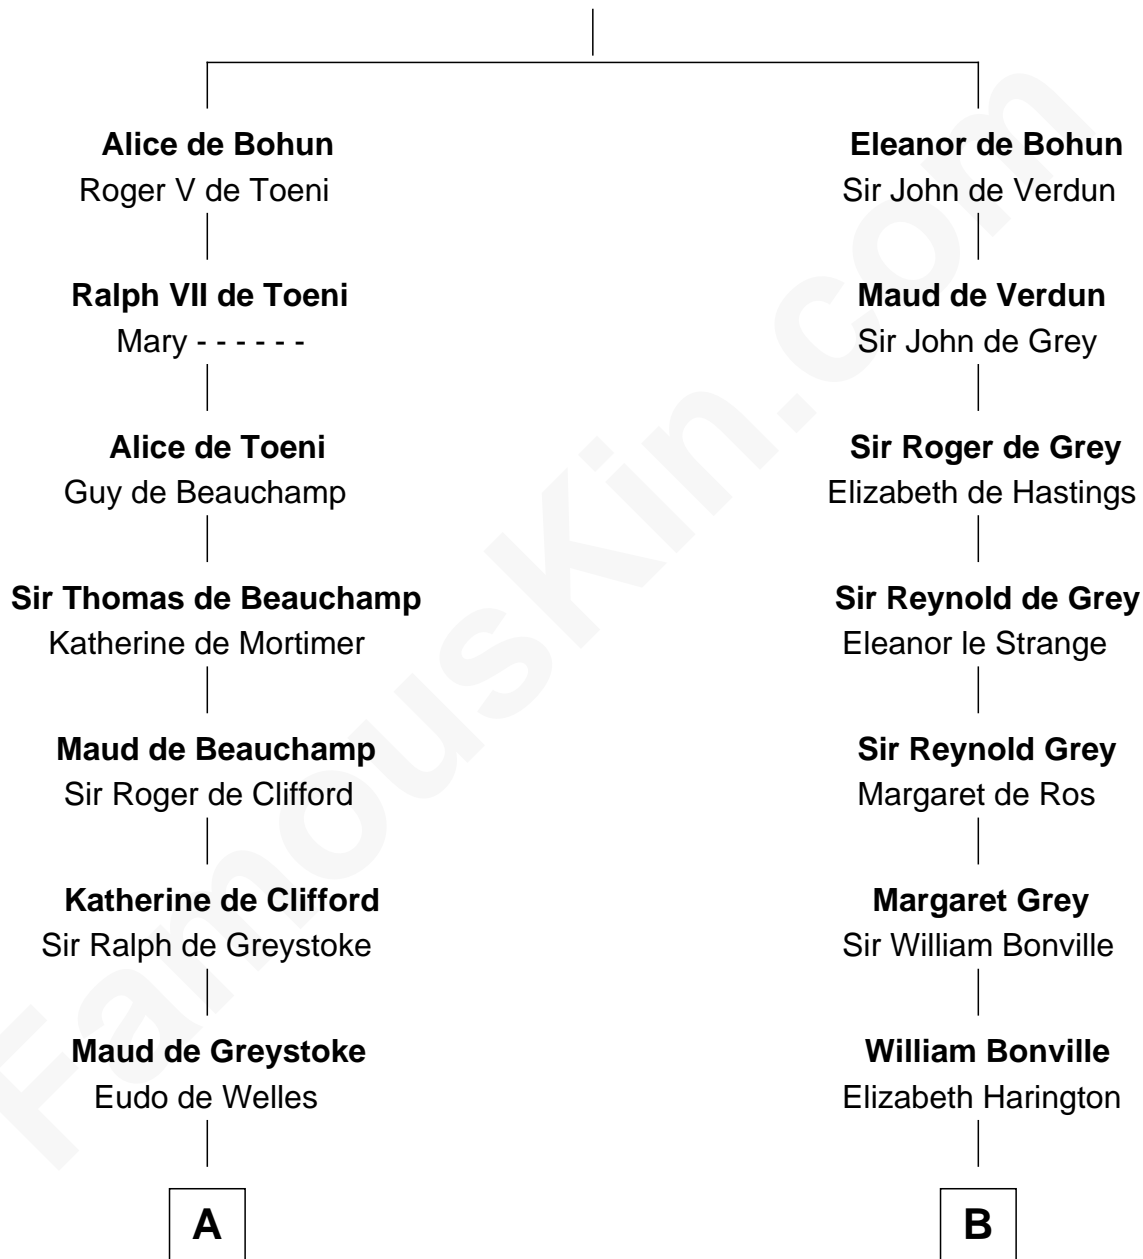 Alice de Bohun
Roger V de Toeni
Eleanor de Bohun
Sir John de Verdun
Ralph VII de Toeni
Mary - - - - - -
Maud de Verdun
Sir John de Grey
Alice de Toeni
Guy de Beauchamp
Sir Roger de Grey
Elizabeth de Hastings
Sir Thomas de Beauchamp
Katherine de Mortimer
Sir Reynold de Grey
Eleanor le Strange
Maud de Beauchamp
Sir Roger de Clifford
Sir Reynold Grey
Margaret de Ros
Katherine de Clifford
Sir Ralph de Greystoke
Margaret Grey
Sir William Bonville
Maud de Greystoke
Eudo de Welles
William Bonville
Elizabeth Harington
A
B
FamousKin.com